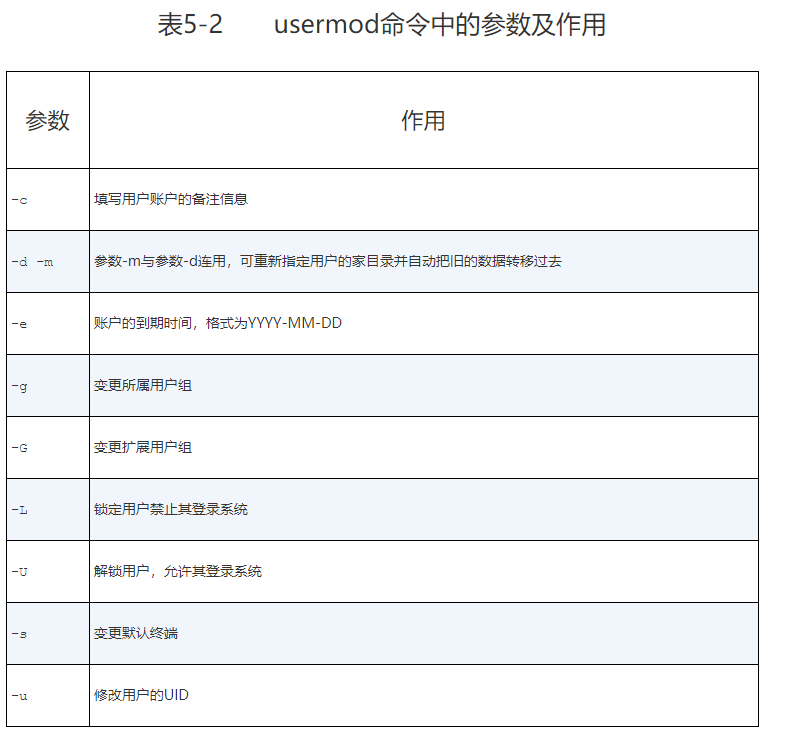 表5-2 usermod命令中的参数及作用
参数 作用
-c 填写用户账户的备注信息
-d -m 参数-m与参数-d连用，可重新指定用户的家目录并自动把旧的数据转移过去
-e 账户的到期时间，格式为YYYY-MM-DD
-g 变更所属用户组
-G 变更扩展用户组
-L 锁定用户禁止其登录系统
-U 解锁用户，允许其登录系统
-s 变更默认终端
-u 修改用户的UID